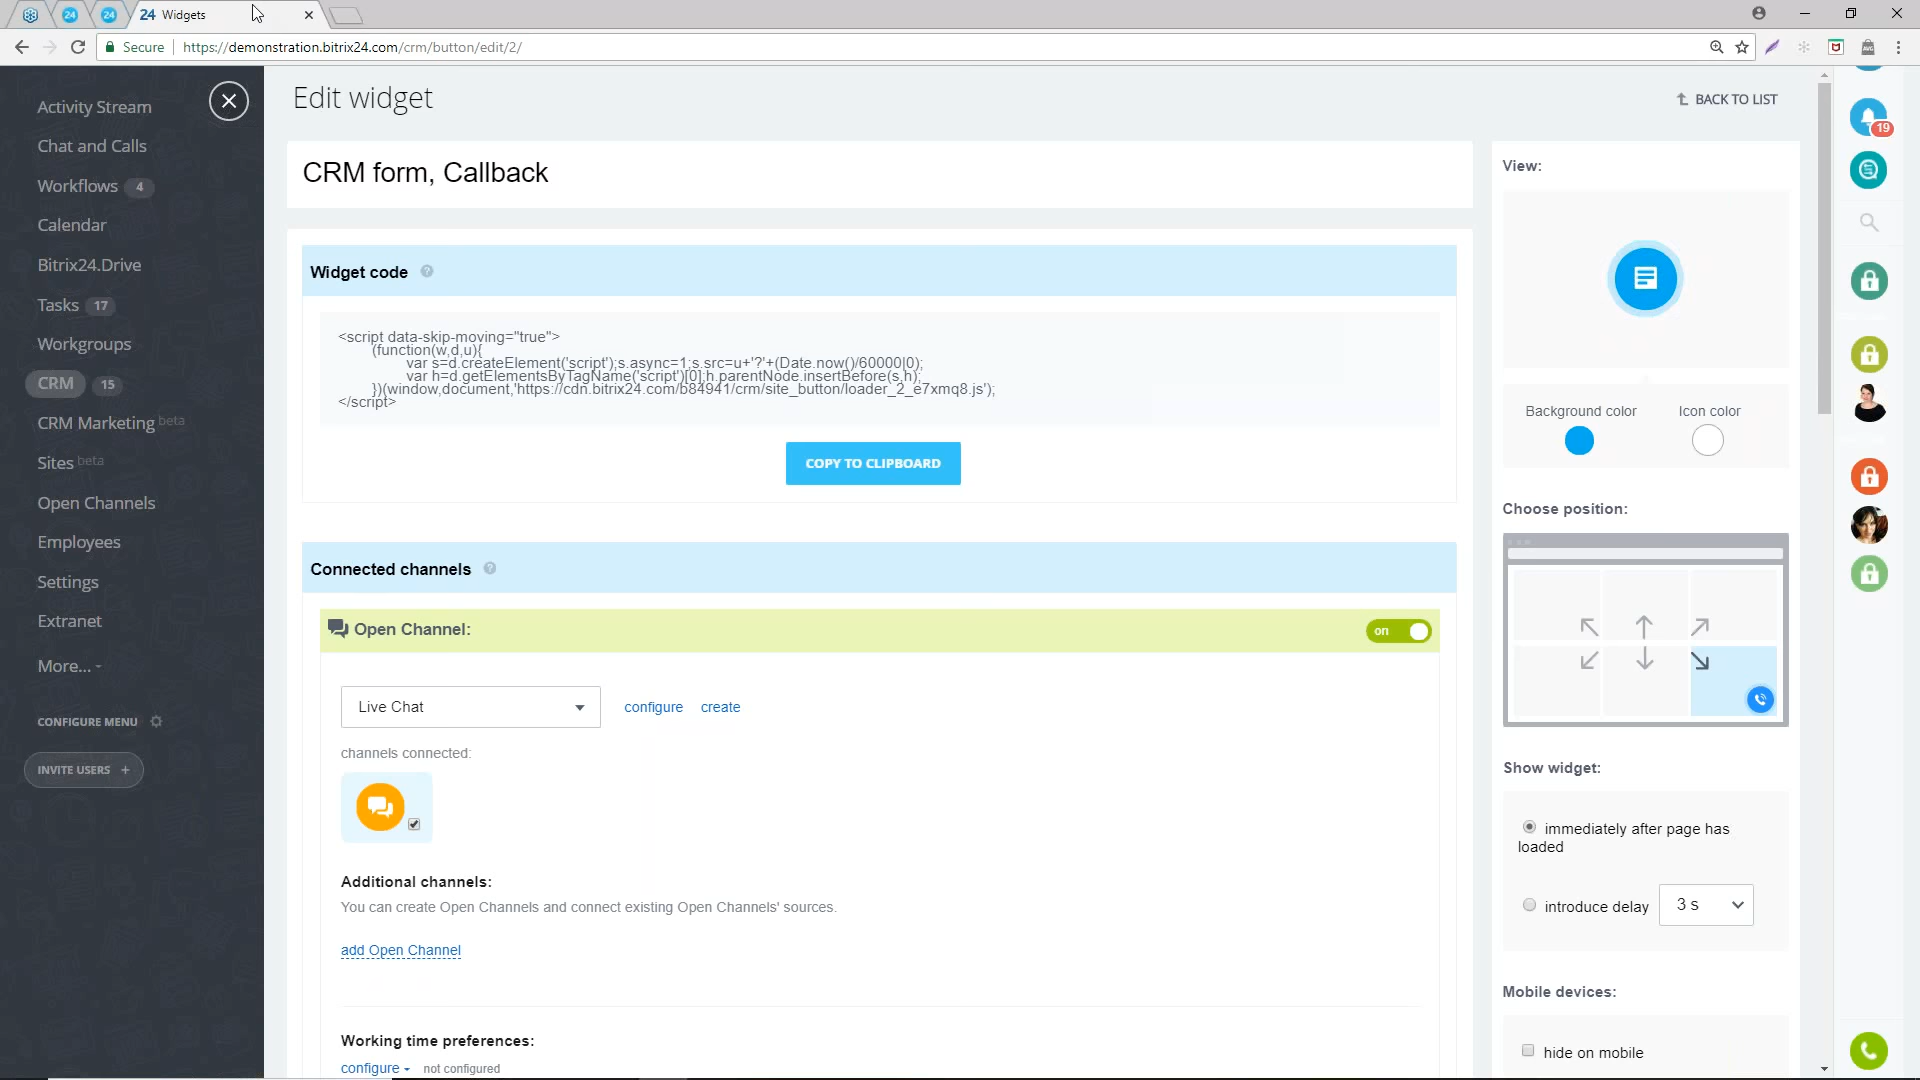 24
24
24 Widgets
Secure
https://demonstration.bitrix24.com/crm/button/edit/2/
Activity Stream
Chat and Calls
Workflows 4
Calendar
Bitrix24.Drive
Tasks 17
Workgroups
CRM 15
CRM Marketing beta
Sites beta
Open Channels
Employees
Settings
Extranet
More...
CONFIGURE MENU
INVITE USERS +
Edit widget
BACK TO LIST
CRM form, Callback
Widget code ?
<script data-skip-moving="true">
(function(w,d,u){
var s=d.createElement('script');s.async=1;s.src=u+'?'+(Date.now()/60000|0);
var h=d.getElementsByTagName('script')[0];h.parentNode.insertBefore(s,h);
})(window,document,'https://cdn.bitrix24.com/b84941/crm/site_button/loader_2_e7xmq8.js');
</script>
COPY TO CLIPBOARD
Connected channels ?
Open Channel:
on
Live Chat
configure create
channels connected:
Additional channels:
You can create Open Channels and connect existing Open Channels' sources.
add Open Channel
Working time preferences:
configure not configured
View:
Background color Icon color
Choose position:
Show widget:
immediately after page has
loaded
introduce delay 3 s
Mobile devices:
hide on mobile
19